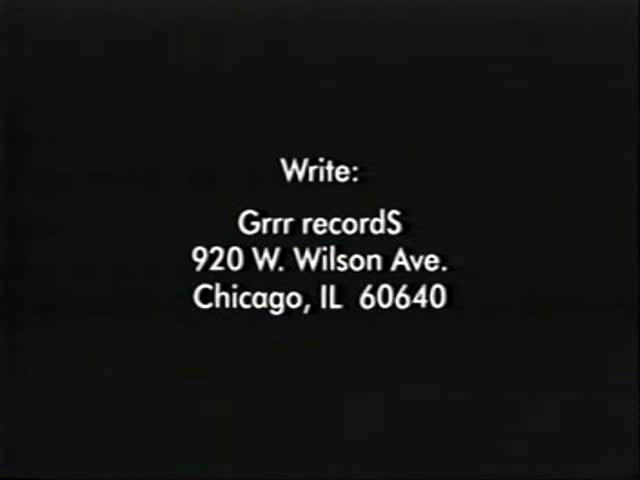 Write:
Grrr recordS
920 W. Wilson Ave.
Chicago, IL  60640